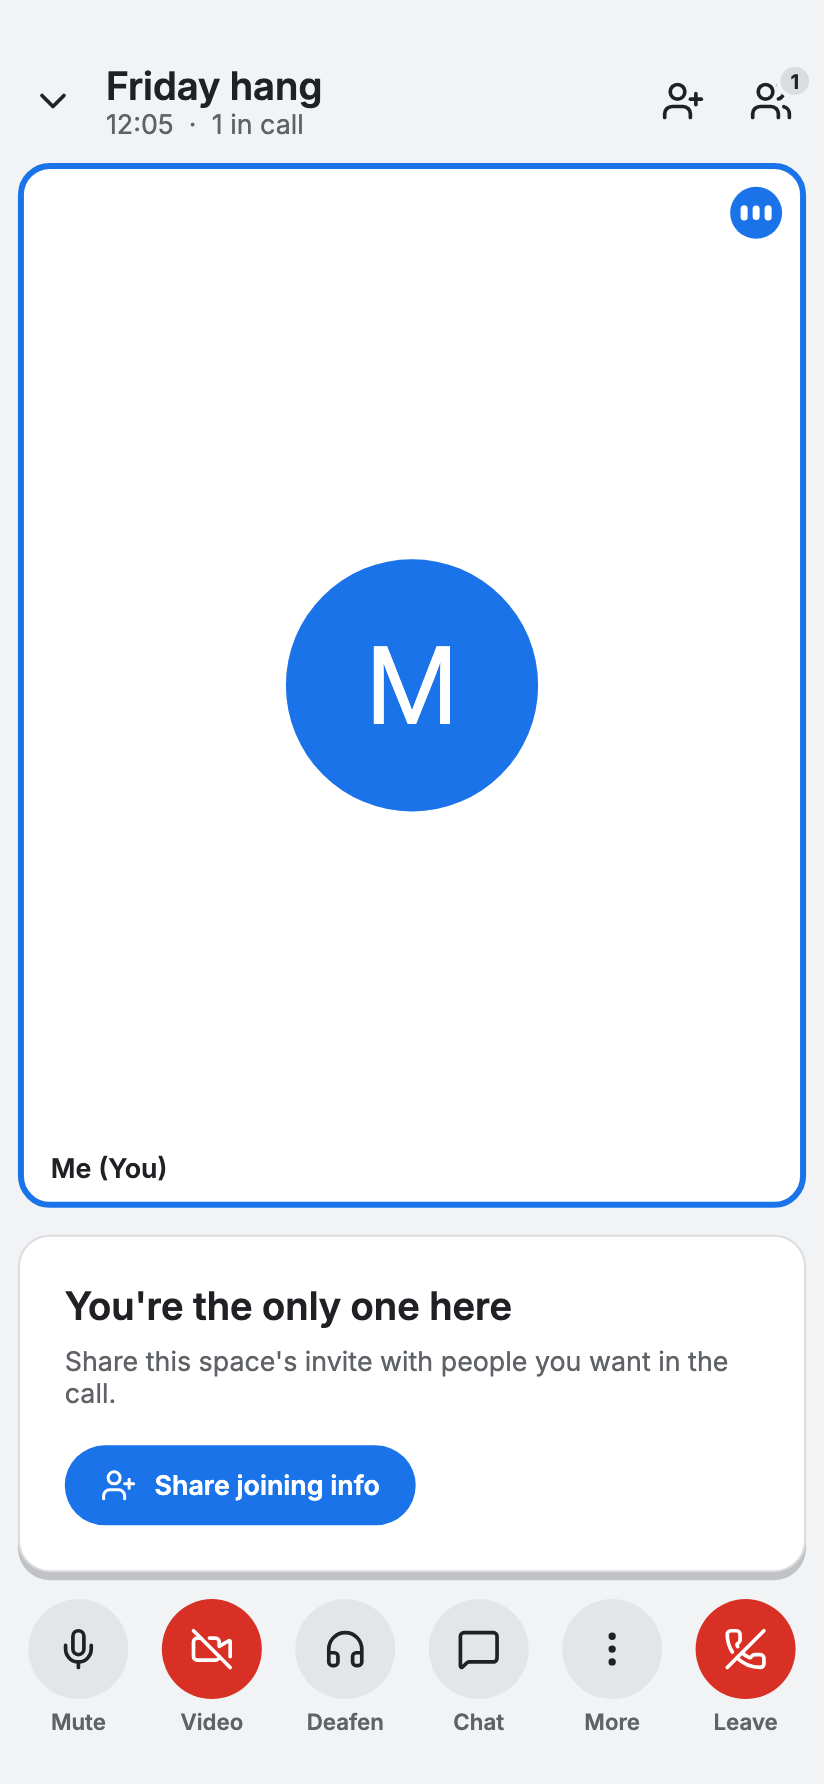 Friday hang
12:05 · 1 in call
1
M
Me (You)
You're the only one here
Share this space's invite with people you want in the
call.
Share joining info
Mute Video Deafen Chat More Leave